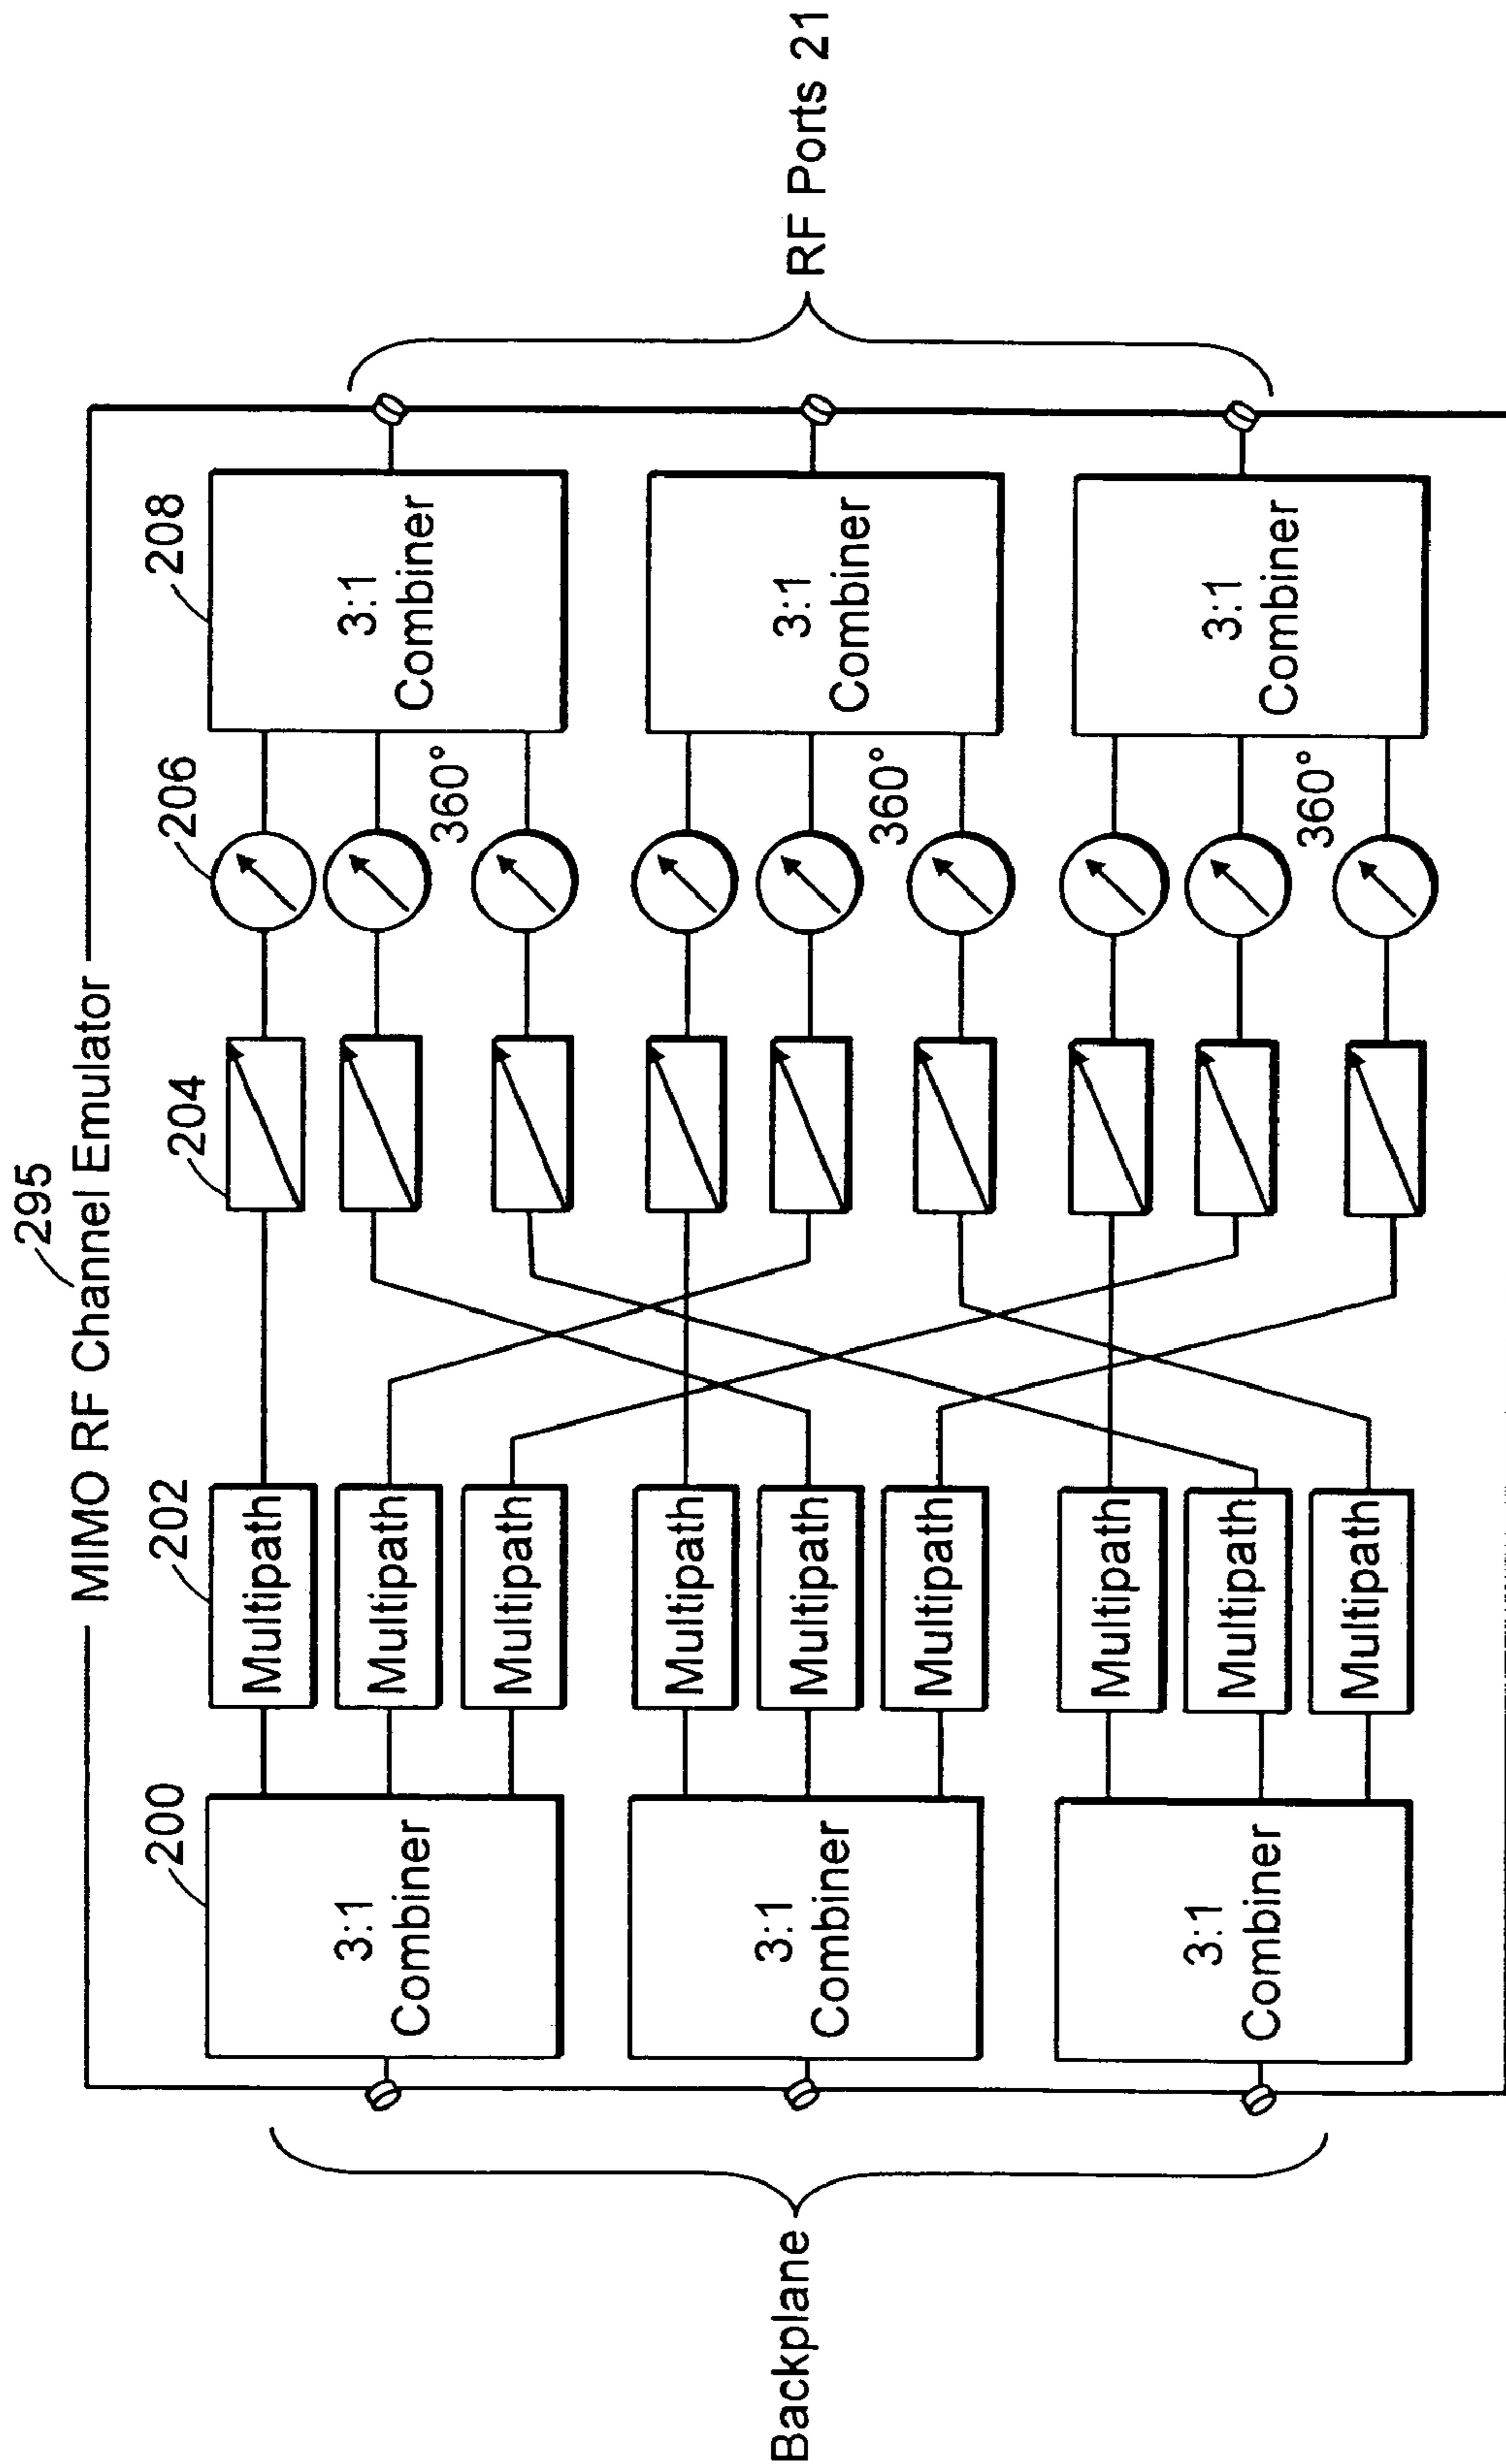 295
MIMO RF Channel Emulator
200
202
204
206
208
3:1
Combiner
Multipath
Multipath
Multipath
360°
3:1
Combiner
3:1
Combiner
Multipath
Multipath
Multipath
360°
3:1
Combiner
3:1
Combiner
Multipath
Multipath
Multipath
360°
3:1
Combiner
Backplane
RF Ports 21